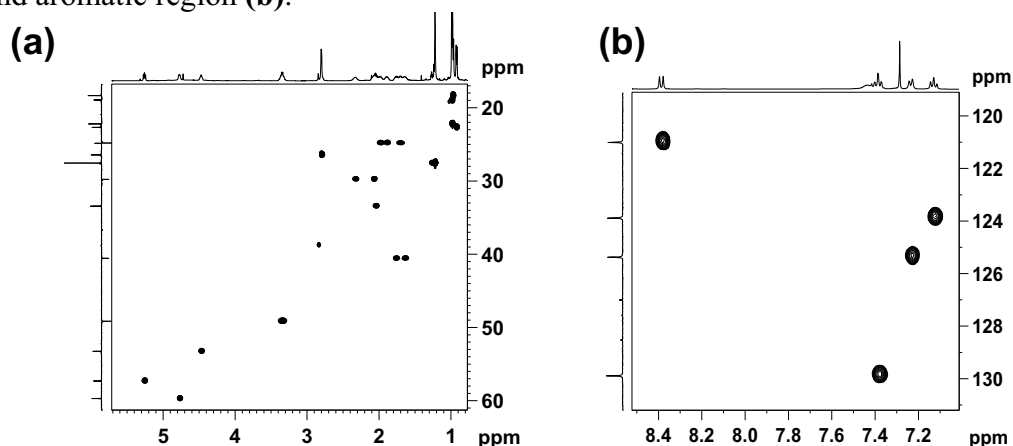 and aromatic region (b).
(a)
ppm
20
30
40
50
60
5 4 3 2 1 ppm
(b)
ppm
120
122
124
126
128
130
8.4 8.2 8.0 7.8 7.6 7.4 7.2 ppm